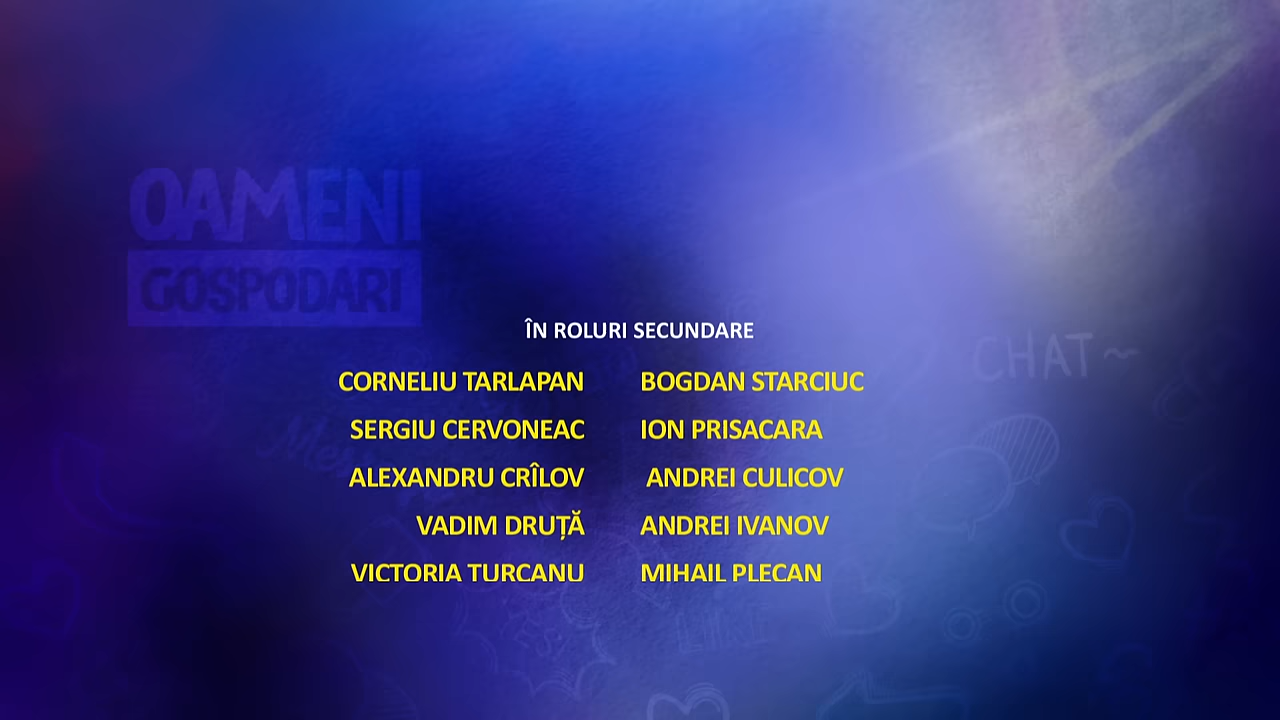 OAMENI
GOSPODARI
ÎN ROLURI SECUNDARE
CORNELIU TARLAPAN BOGDAN STARCIUC
SERGIU CERVONEAC ION PRISACARA
ALEXANDRU CRÎLOV ANDREI CULICOV
VADIM DRUȚĂ ANDREI IVANOV
VICTORIA TURCANU MIHAIL PLECAN
CHAT~
LIKE